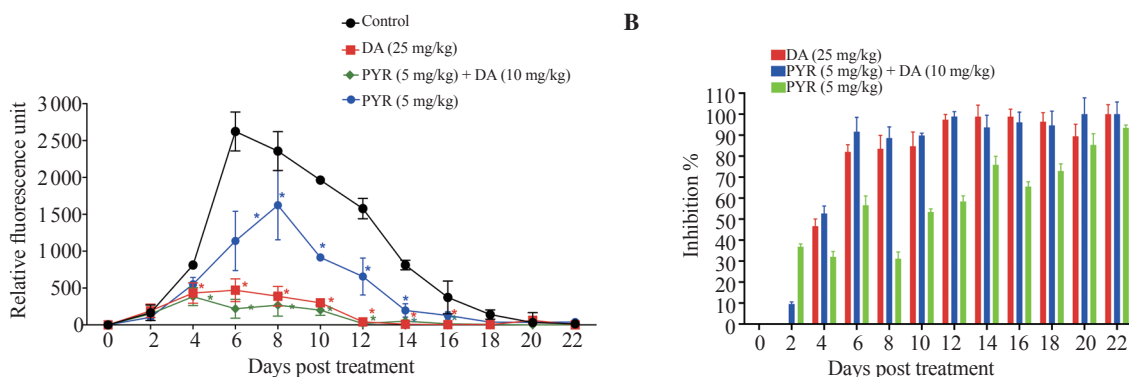 Control
DA (25 mg/kg)
PYR (5 mg/kg) + DA (10 mg/kg)
PYR (5 mg/kg)
Relative fluorescence unit
3 000
2 500
2 000
1 500
1 000
500
0
0 2 4 6 8 10 12 14 16 18 20 22
Days post treatment
B
DA (25 mg/kg)
PYR (5 mg/kg) + DA (10 mg/kg)
PYR (5 mg/kg)
Inhibition %
110
100
90
80
70
60
50
40
30
20
10
0
0 2 4 6 8 10 12 14 16 18 20 22
Days post treatment